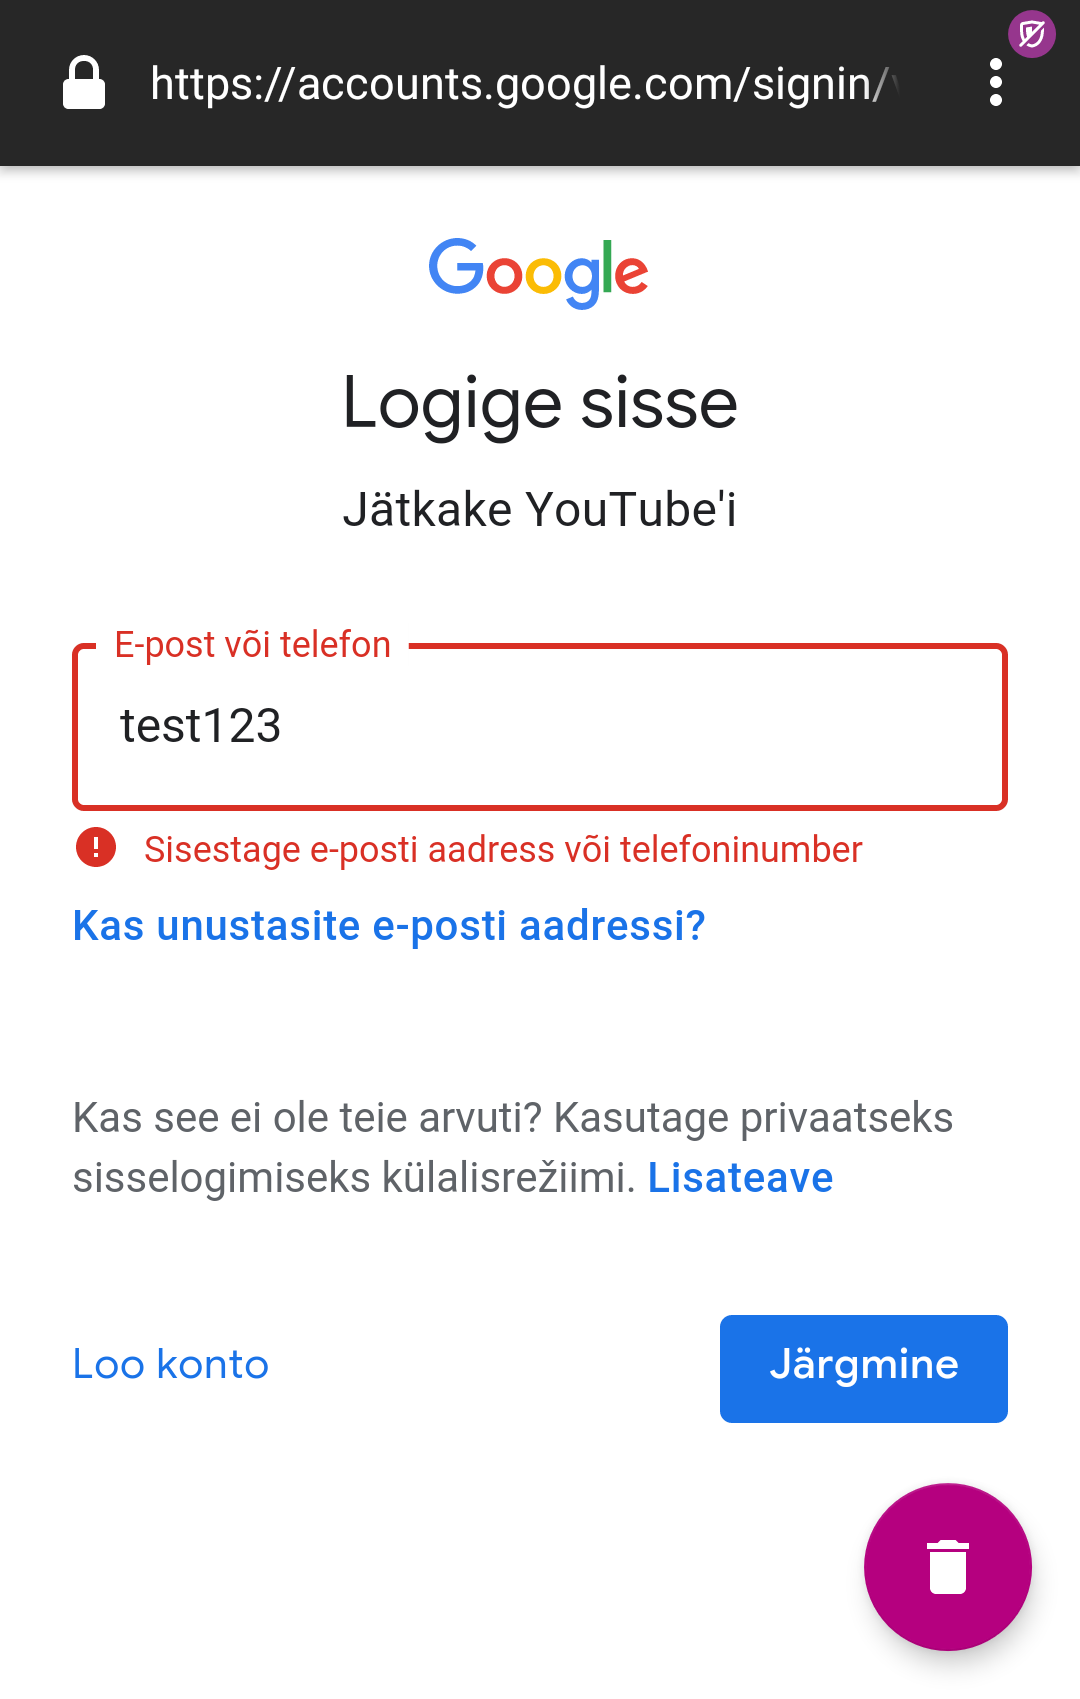 https://accounts.google.com/signin/
Google
Logige sisse
Jätkake YouTube'i
E-post või telefon
test123
Sisestage e-posti aadress või telefoninumber
Kas unustasite e-posti aadressi?
Kas see ei ole teie arvuti? Kasutage privaatseks
sisselogimiseks külalisrežiimi. Lisateave
Loo konto
Järgmine